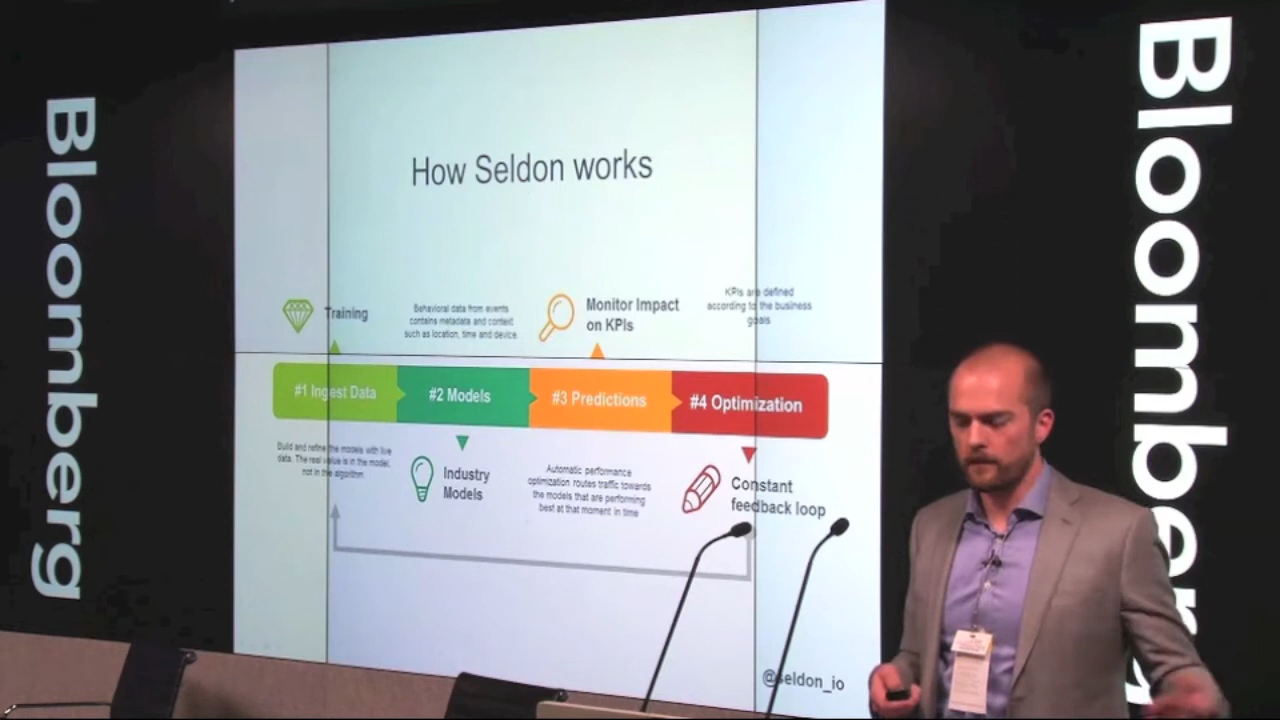 Bloomberg
How Seldon works
Training
Behavioral data from events
contains metadata and context
such as location, time and device.
Monitor Impact
on KPIs
KPIs are defined
according to the business
goals
#1 Ingest Data
#2 Models
#3 Predictions
#4 Optimization
Build and refine the models with live
data. The real value is in the model,
not in the algorithm
Industry
Models
Automatic performance
optimization routes traffic towards
the models that are performing
best at that moment in time
Constant
feedback loop
@seldon_io
Bloomberg